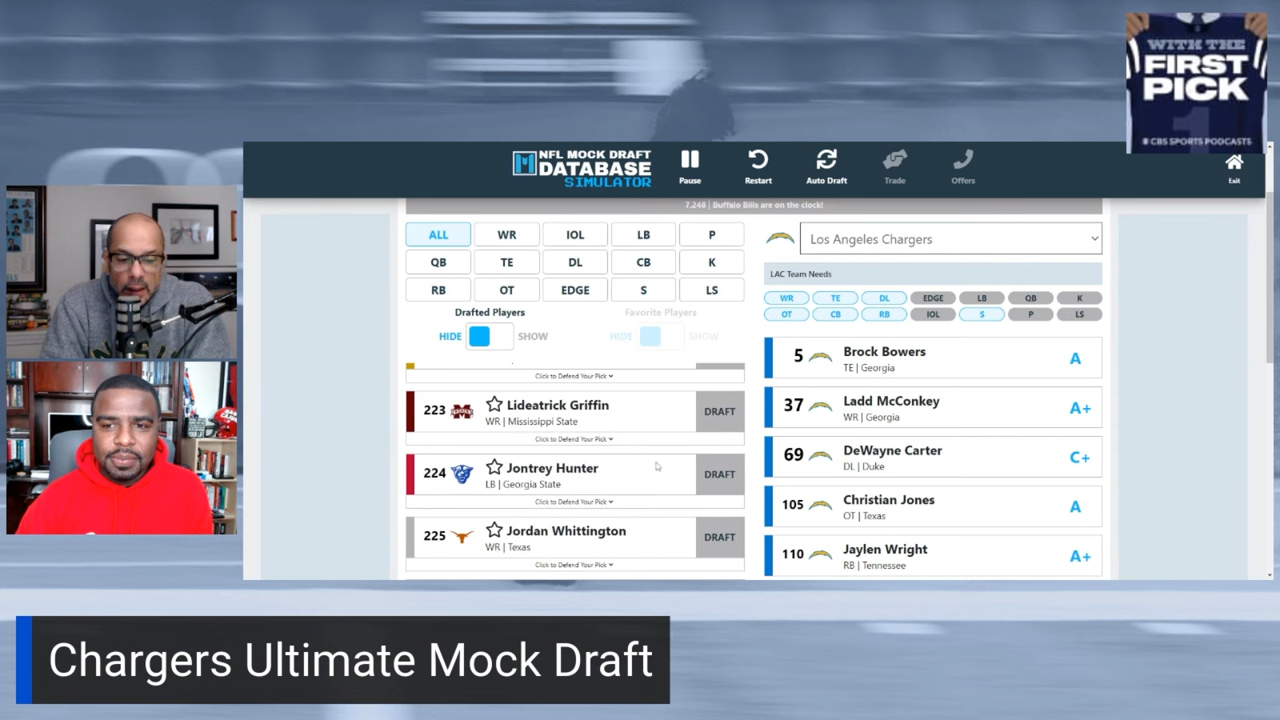 WITH THE
FIRST
PICK
CBS SPORTS PODCASTS
NFL MOCK DRAFT
DATABASE
SIMULATOR
Pause
Restart
Auto Draft
Trade
Offers
Exit
7.248 | Buffalo Bills are on the clock!
ALL WR IOL LB P
QB TE DL CB K
RB OT EDGE S LS
Drafted Players Favorite Players
HIDE SHOW HIDE SHOW
Click to Defend Your Pick
223 Lideatrick Griffin DRAFT
WR | Mississippi State
Click to Defend Your Pick
224 Jontrey Hunter DRAFT
LB | Georgia State
Click to Defend Your Pick
225 Jordan Whittington DRAFT
WR | Texas
Click to Defend Your Pick
Los Angeles Chargers
LAC Team Needs
WR TE DL EDGE LB QB K
OT CB RB IOL S P LS
5 Brock Bowers A
TE | Georgia
37 Ladd McConkey A+
WR | Georgia
69 DeWayne Carter C+
DL | Duke
105 Christian Jones A
OT | Texas
110 Jaylen Wright A+
RB | Tennessee
Chargers Ultimate Mock Draft